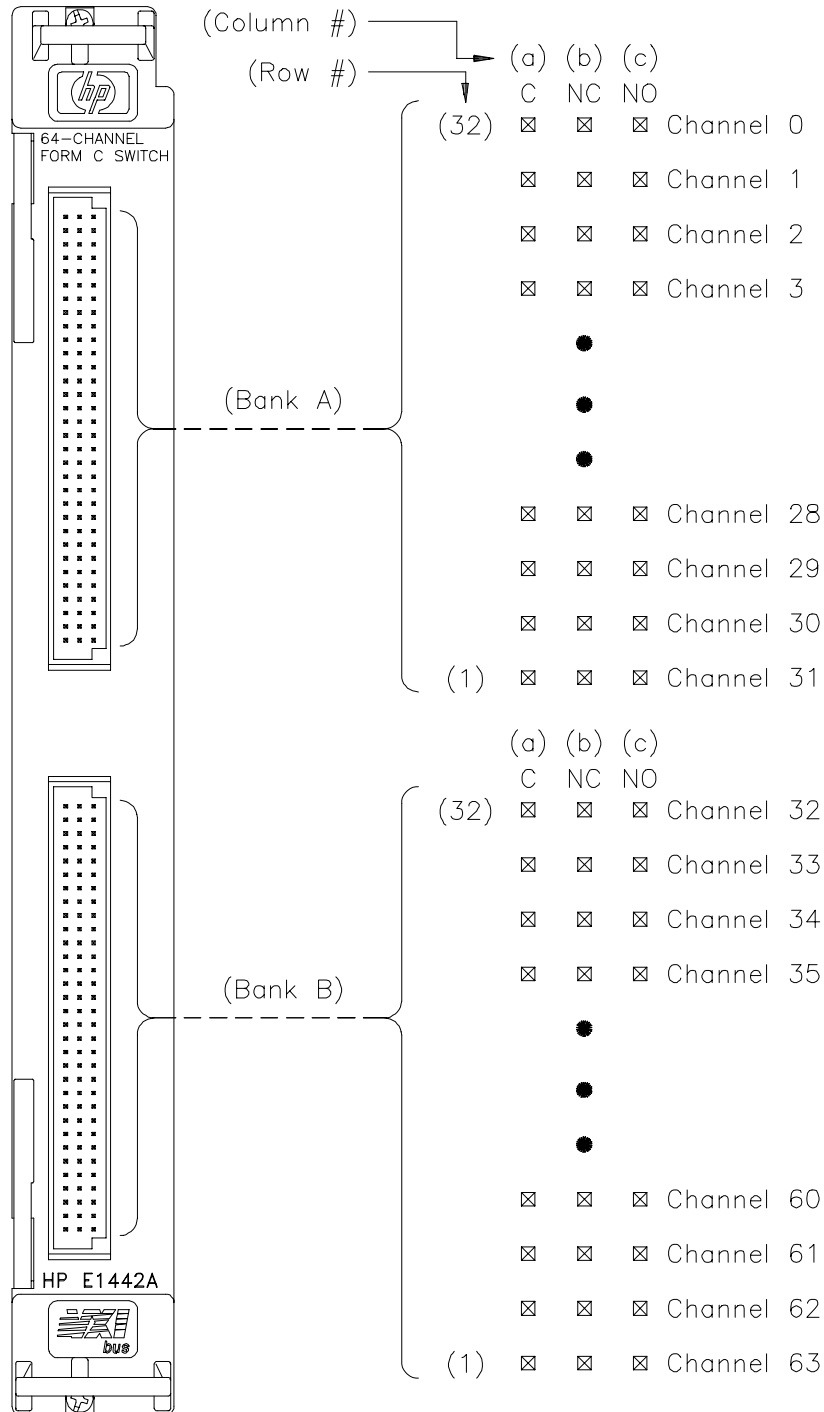 (Column #)
(Row #)
(a) (b) (c)
C NC NO
hp
64-CHANNEL
FORM C SWITCH
(32) Channel 0
Channel 1
Channel 2
Channel 3
(Bank A)
Channel 28
Channel 29
Channel 30
(1) Channel 31
(a) (b) (c)
C NC NO
(32) Channel 32
Channel 33
Channel 34
Channel 35
(Bank B)
Channel 60
Channel 61
HP E1442A
Channel 62
VXI
bus
(1) Channel 63